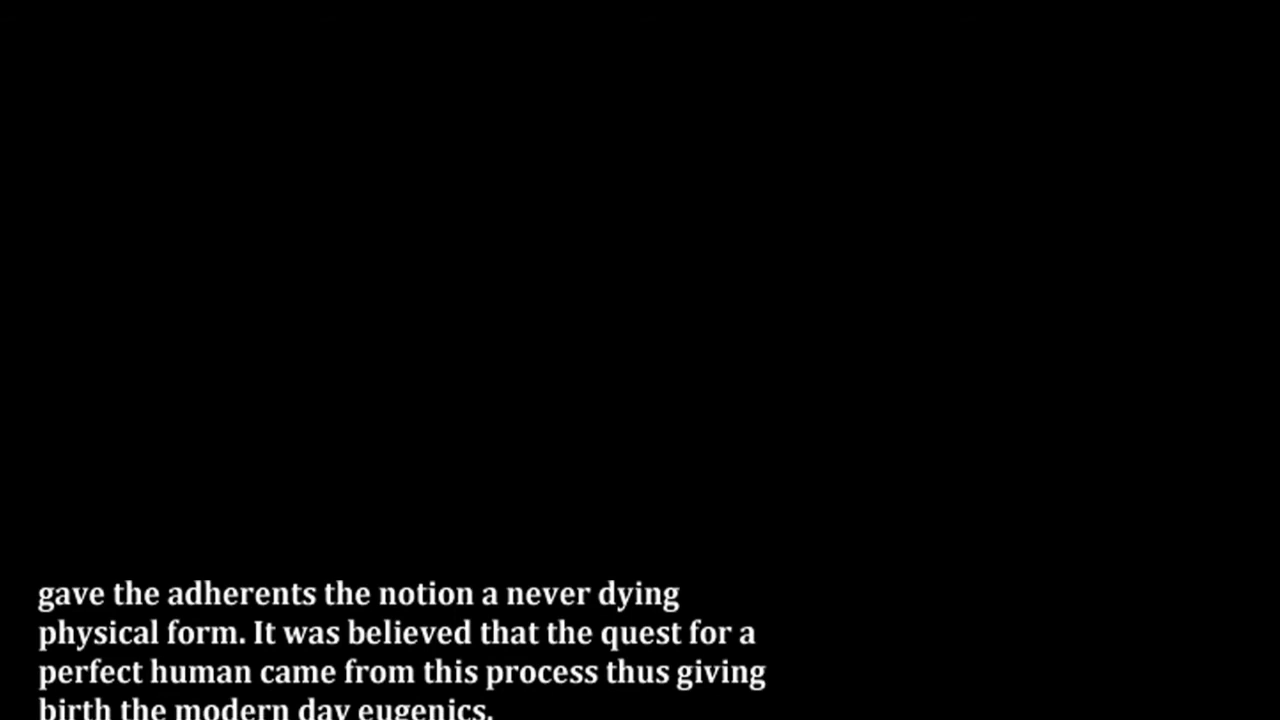 gave the adherents the notion a never dying
physical form. It was believed that the quest for a
perfect human came from this process thus giving
birth the modern day eugenics.